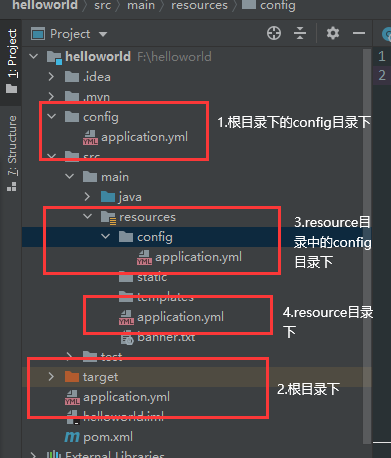 helloworld > src > main > resources > config
1: Project
Project
helloworld F:\helloworld
.idea
.mvn
config
1.根目录下的config目录下
application.yml
src
7: Structure
main
java
resources
3.resource目
录中的config
目录下
config
application.yml
static
templates
4.resource目录
下
application.yml
banner.txt
test
target
2.根目录下
application.yml
helloworld.iml
pom.xml
External Libraries
1
2